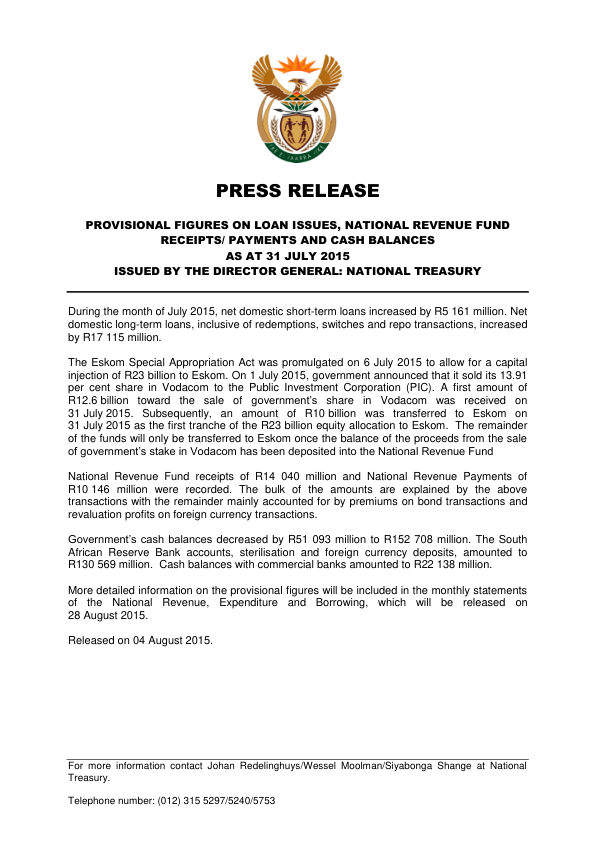 PRESS RELEASE
PROVISIONAL FIGURES ON LOAN ISSUES, NATIONAL REVENUE FUND
RECEIPTS/ PAYMENTS AND CASH BALANCES
AS AT 31 JULY 2015
ISSUED BY THE DIRECTOR GENERAL: NATIONAL TREASURY
During the month of July 2015, net domestic short-term loans increased by R5 161 million. Net
domestic long-term loans, inclusive of redemptions, switches and repo transactions, increased
by R17 115 million.
The Eskom Special Appropriation Act was promulgated on 6 July 2015 to allow for a capital
injection of R23 billion to Eskom. On 1 July 2015, government announced that it sold its 13.91
per cent share in Vodacom to the Public Investment Corporation (PIC). A first amount of
R12.6 billion toward the sale of government's share in Vodacom was received on
31 July 2015. Subsequently, an amount of R10 billion was transferred to Eskom on
31 July 2015 as the first tranche of the R23 billion equity allocation to Eskom. The remainder
of the funds will only be transferred to Eskom once the balance of the proceeds from the sale
of government's stake in Vodacom has been deposited into the National Revenue Fund
National Revenue Fund receipts of R14 040 million and National Revenue Payments of
R10 146 million were recorded. The bulk of the amounts are explained by the above
transactions with the remainder mainly accounted for by premiums on bond transactions and
revaluation profits on foreign currency transactions.
Government's cash balances decreased by R51 093 million to R152 708 million. The South
African Reserve Bank accounts, sterilisation and foreign currency deposits, amounted to
R130 569 million. Cash balances with commercial banks amounted to R22 138 million.
More detailed information on the provisional figures will be included in the monthly statements
of the National Revenue, Expenditure and Borrowing, which will be released on
28 August 2015.
Released on 04 August 2015.
For more information contact Johan Redelinghuys/Wessel Moolman/Siyabonga Shange at National
Treasury.
Telephone number: (012) 315 5297/5240/5753